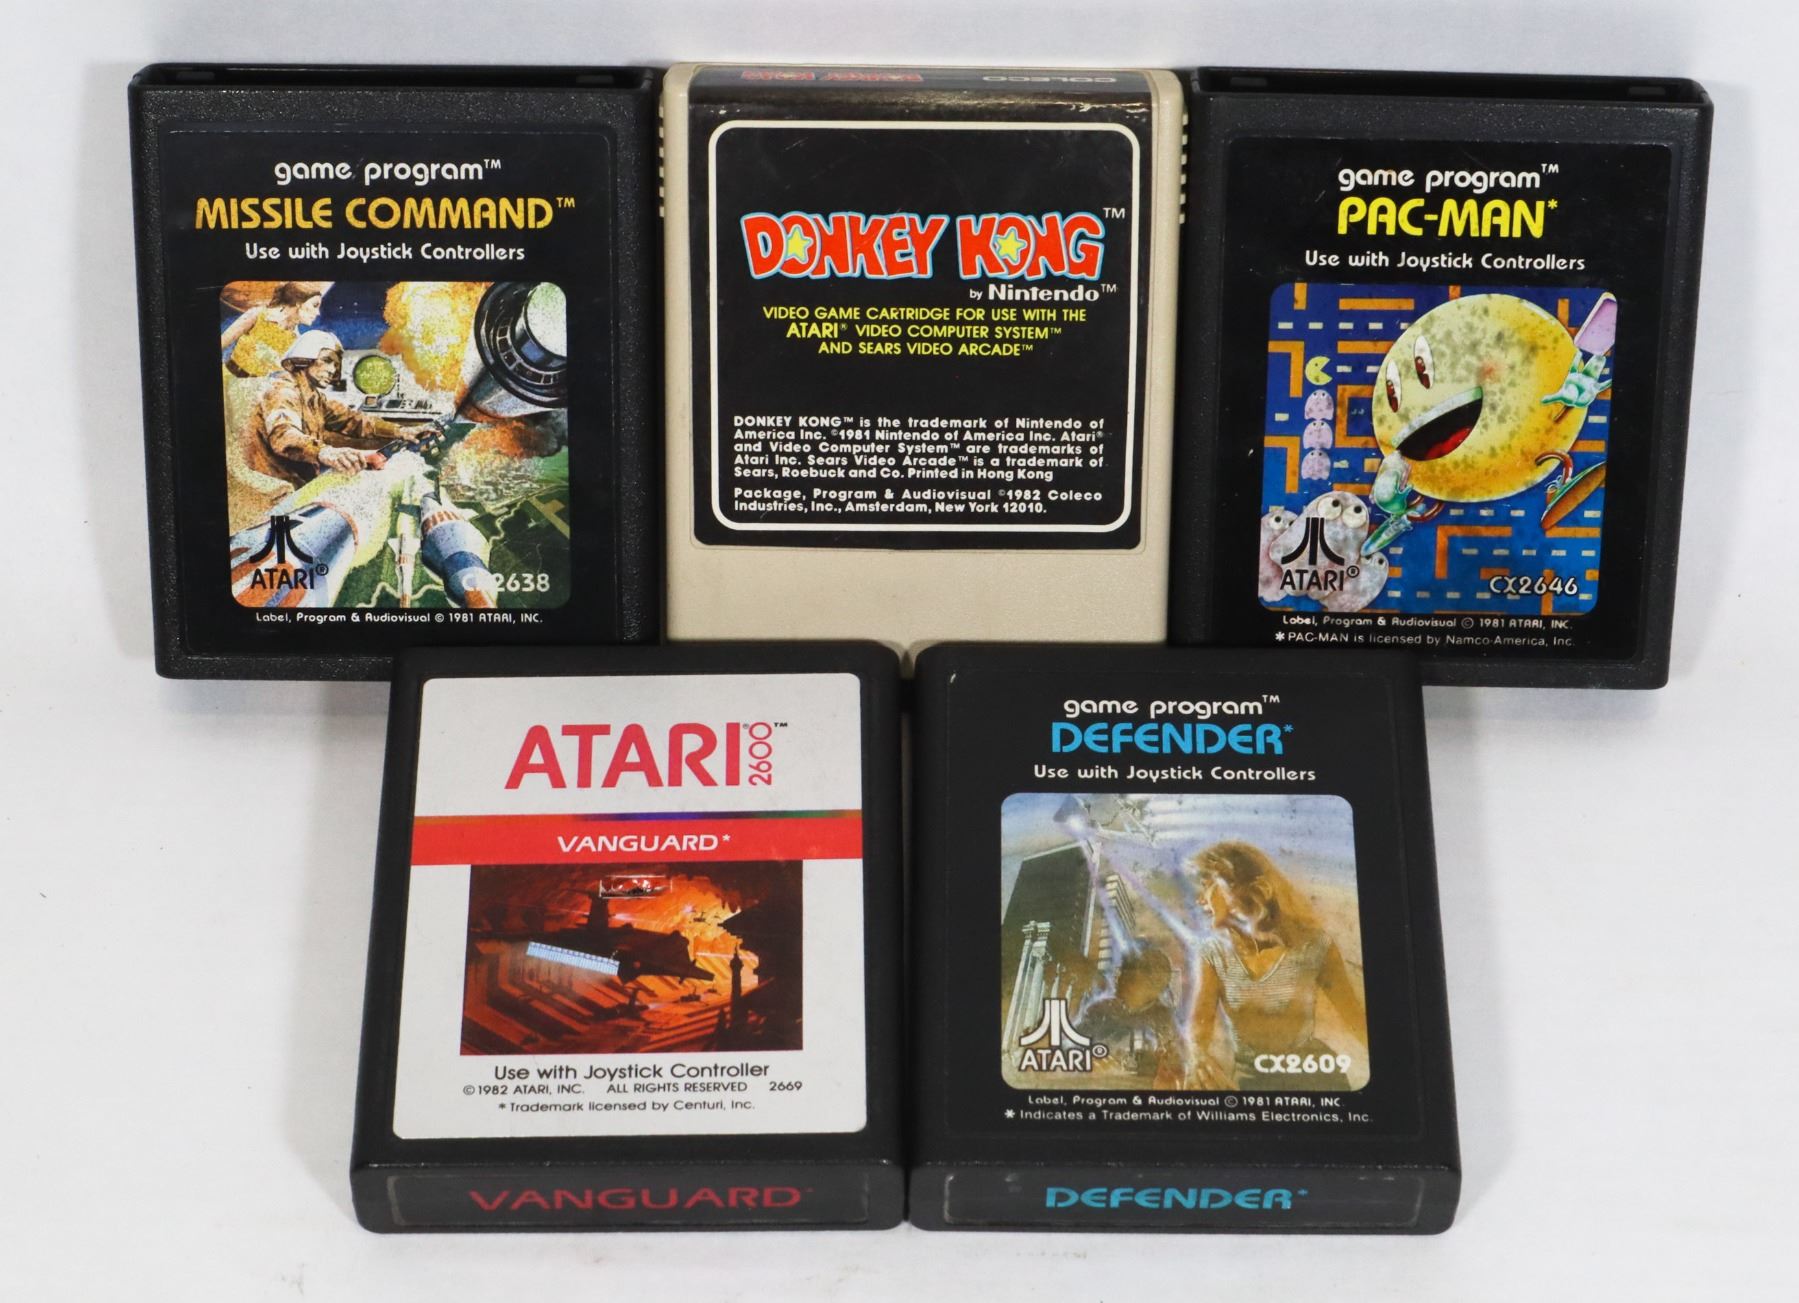 game program™
MISSILE COMMAND™
Use with Joystick Controllers
ATARI®
CX2638
Label, Program & Audiovisual © 1981 ATARI, INC.
DONKEY KONG
COLECO
DONKEY KONG™
by Nintendo™
VIDEO GAME CARTRIDGE FOR USE WITH THE
ATARI® VIDEO COMPUTER SYSTEM™
AND SEARS VIDEO ARCADE™
DONKEY KONG™ is the trademark of Nintendo of
America Inc. ©1981 Nintendo of America Inc. Atari®
and Video Computer System™ are trademarks of
Atari Inc. Sears Video Arcade™ is a trademark of
Sears, Roebuck and Co. Printed in Hong Kong
Package, Program & Audiovisual ©1982 Coleco
Industries, Inc., Amsterdam, New York 12010.
game program™
PAC-MAN*
Use with Joystick Controllers
ATARI®
CX2646
Label, Program & Audiovisual © 1981 ATARI, INC.
* PAC-MAN is licensed by Namco-America, Inc.
ATARI® 2600™
VANGUARD*
Use with Joystick Controller
© 1982 ATARI, INC. ALL RIGHTS RESERVED 2669
* Trademark licensed by Centuri, Inc.
VANGUARD*
game program™
DEFENDER*
Use with Joystick Controllers
ATARI®
CX2609
Label, Program & Audiovisual © 1981 ATARI, INC.
* Indicates a Trademark of Williams Electronics, Inc.
DEFENDER*